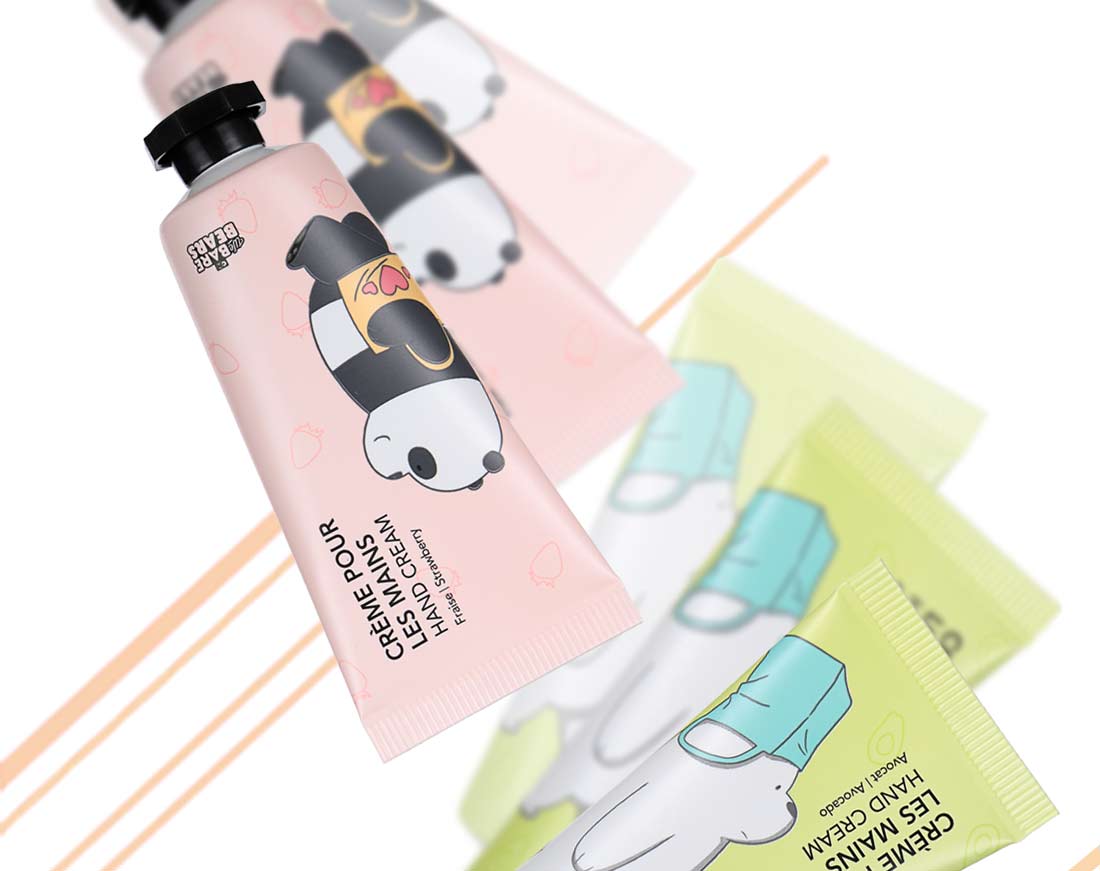 We
BARE
BEARS
CRÈME POUR
LES MAINS
HAND CREAM
Fraise | Strawberry
CRÈME
LES MAINS
HAND CREAM
Avocat | Avocado